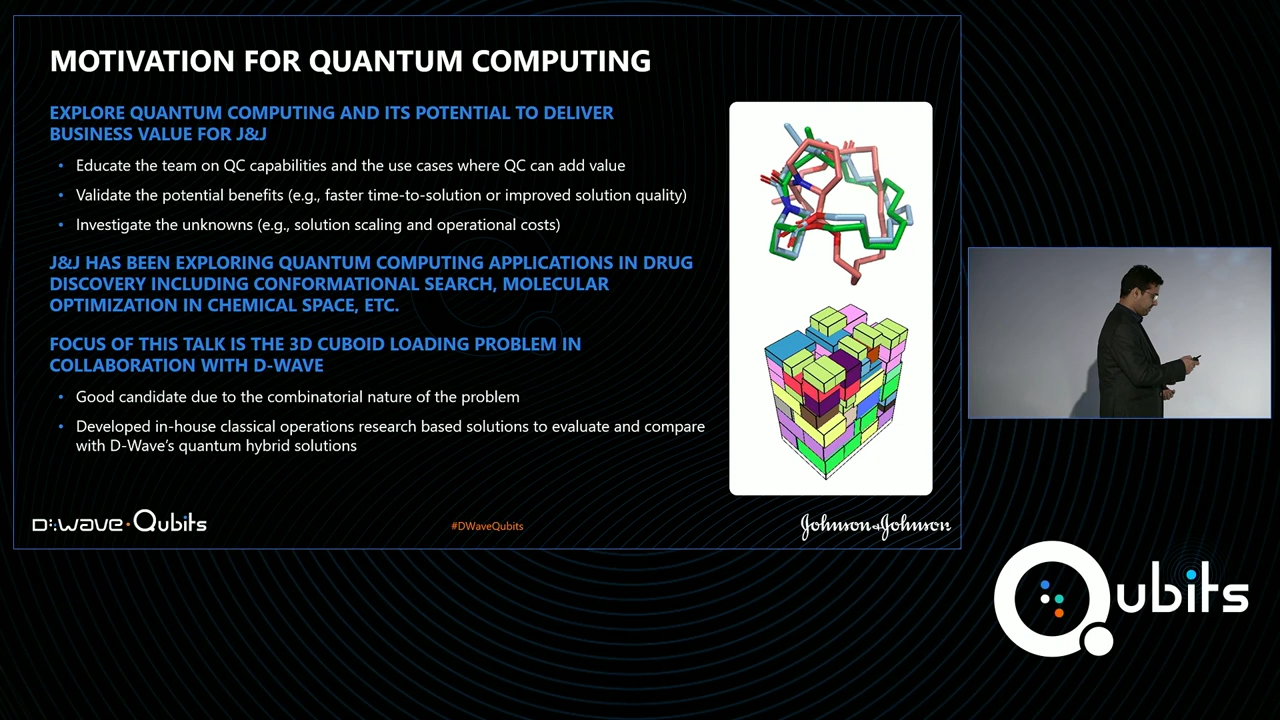 MOTIVATION FOR QUANTUM COMPUTING
EXPLORE QUANTUM COMPUTING AND ITS POTENTIAL TO DELIVER
BUSINESS VALUE FOR J&J
• Educate the team on QC capabilities and the use cases where QC can add value
• Validate the potential benefits (e.g., faster time-to-solution or improved solution quality)
• Investigate the unknowns (e.g., solution scaling and operational costs)
J&J HAS BEEN EXPLORING QUANTUM COMPUTING APPLICATIONS IN DRUG
DISCOVERY INCLUDING CONFORMATIONAL SEARCH, MOLECULAR
OPTIMIZATION IN CHEMICAL SPACE, ETC.
FOCUS OF THIS TALK IS THE 3D CUBOID LOADING PROBLEM IN
COLLABORATION WITH D-WAVE
• Good candidate due to the combinatorial nature of the problem
• Developed in-house classical operations research based solutions to evaluate and compare
with D-Wave's quantum hybrid solutions
D:wave · Qubits
#DWaveQubits
Johnson & Johnson
Qubits